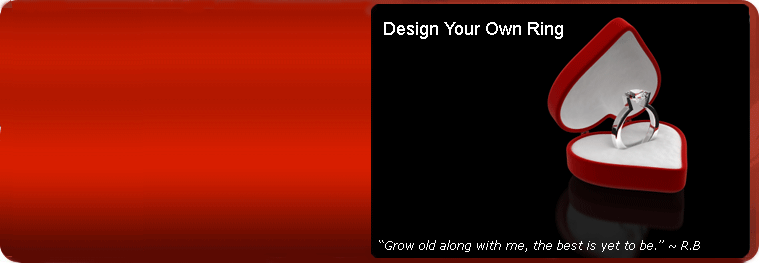 Design Your Own Ring
“Grow old along with me, the best is yet to be.” ~ R.B